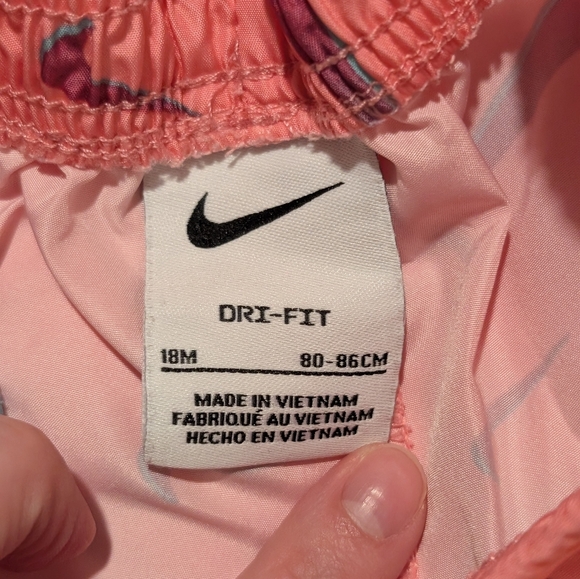 DRI-FIT
18M 80-86CM
MADE IN VIETNAM
FABRIQUÉ AU VIETNAM
HECHO EN VIETNAM